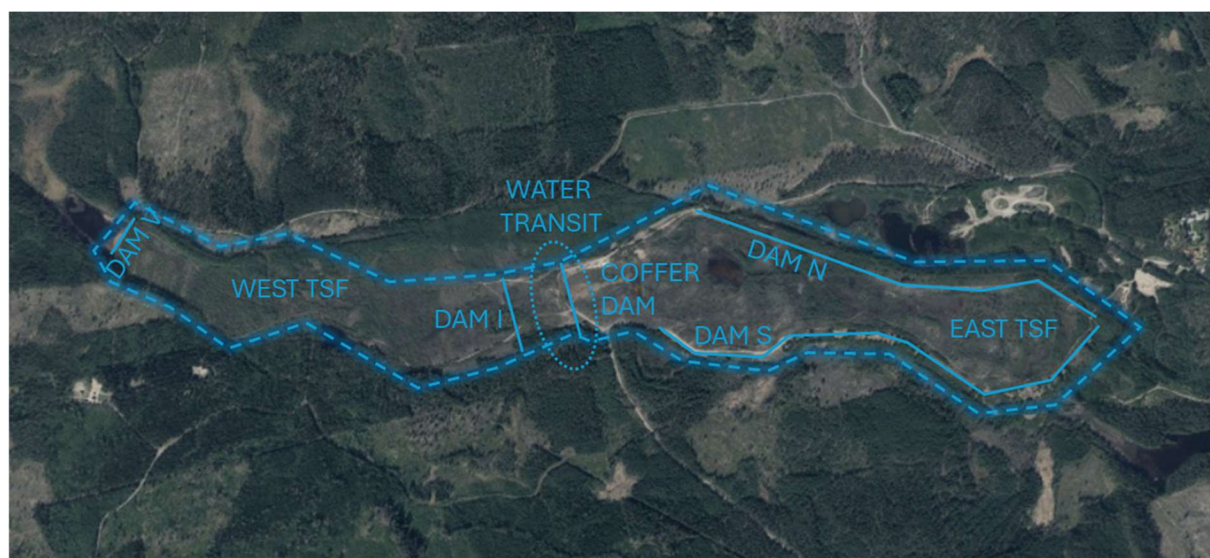 WATER
TRANSIT
DAM V
WEST TSF
DAM I
COFFER
DAM
DAM N
DAM S
EAST TSF